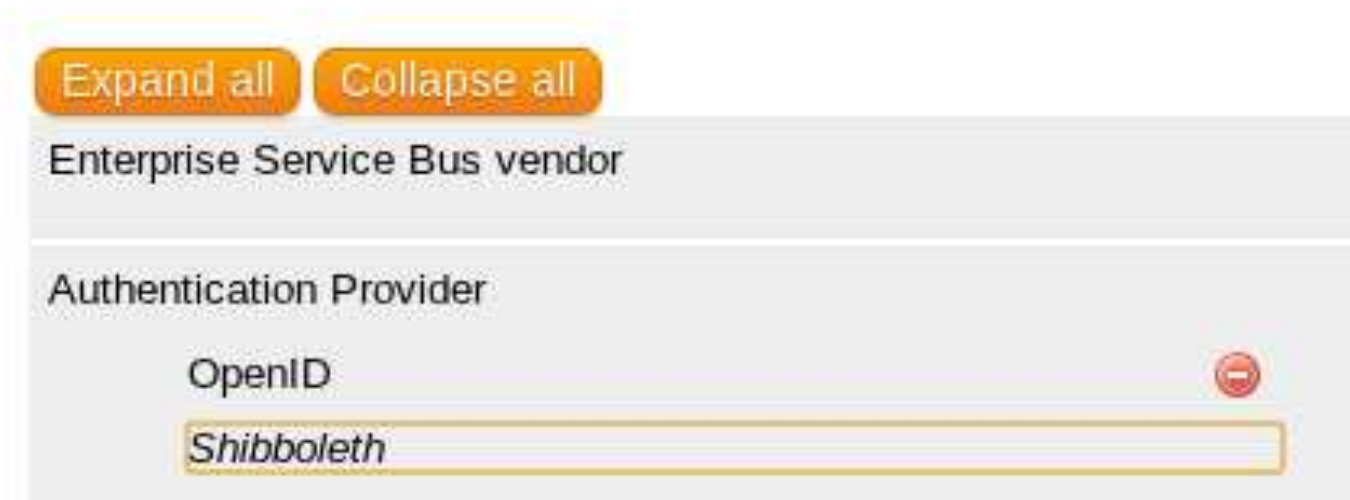 Expand all Collapse all
Enterprise Service Bus vendor
Authentication Provider
OpenID
Shibboleth